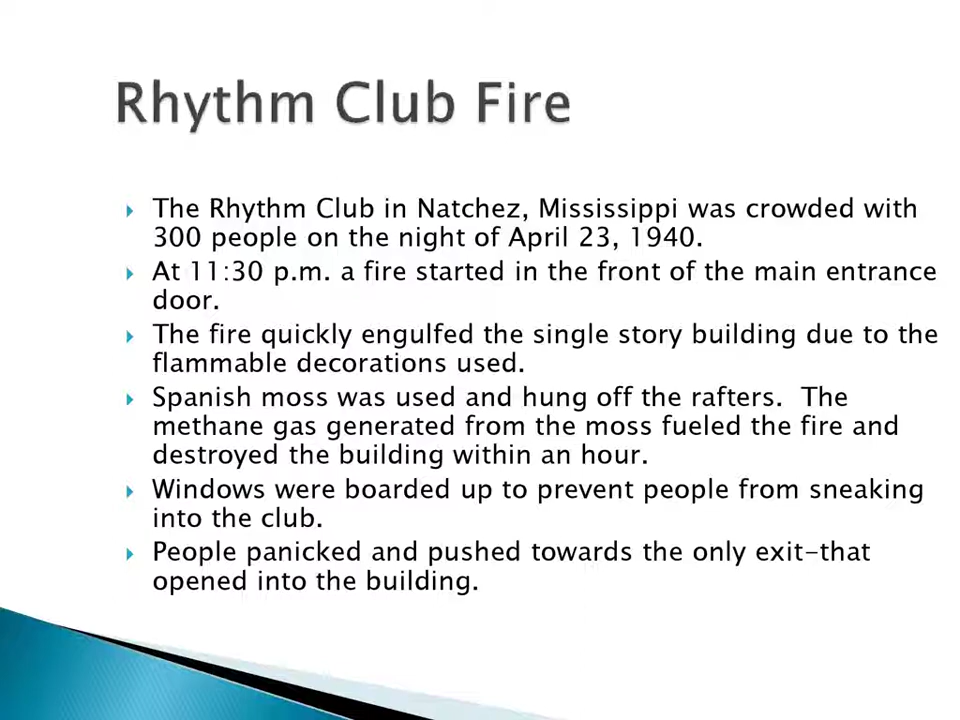 Rhythm Club Fire
The Rhythm Club in Natchez, Mississippi was crowded with
300 people on the night of April 23, 1940.
At 11:30 p.m. a fire started in the front of the main entrance
door.
The fire quickly engulfed the single story building due to the
flammable decorations used.
Spanish moss was used and hung off the rafters.  The
methane gas generated from the moss fueled the fire and
destroyed the building within an hour.
Windows were boarded up to prevent people from sneaking
into the club.
People panicked and pushed towards the only exit-that
opened into the building.